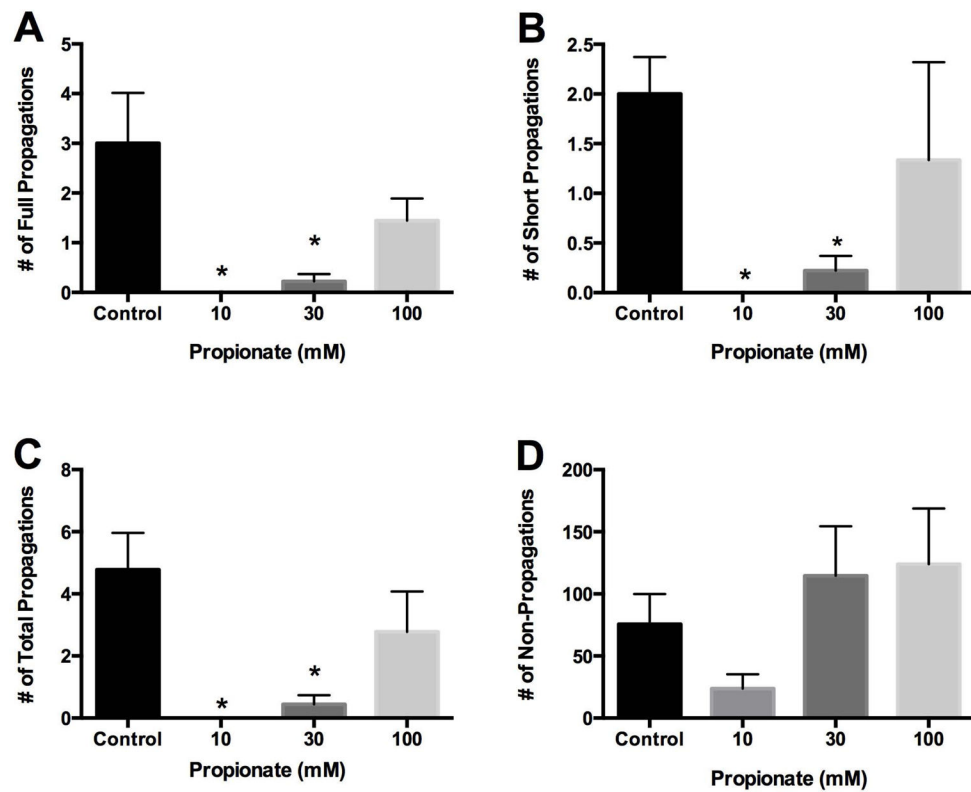 A
# of Full Propagations
5
4
3
2
1
0
*
*
Control 10 30 100
Propionate (mM)
B
# of Short Propagations
2.5
2.0
1.5
1.0
0.5
0.0
*
*
Control 10 30 100
Propionate (mM)
C
# of Total Propagations
8
6
4
2
0
*
*
Control 10 30 100
Propionate (mM)
D
# of Non-Propagations
200
150
100
50
0
Control 10 30 100
Propionate (mM)